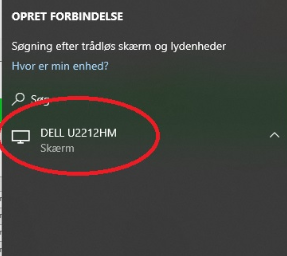 OPRET FORBINDELSE
Søgning efter trådløs skærm og lydenheder
Hvor er min enhed?
Søg
DELL U2212HM
Skærm